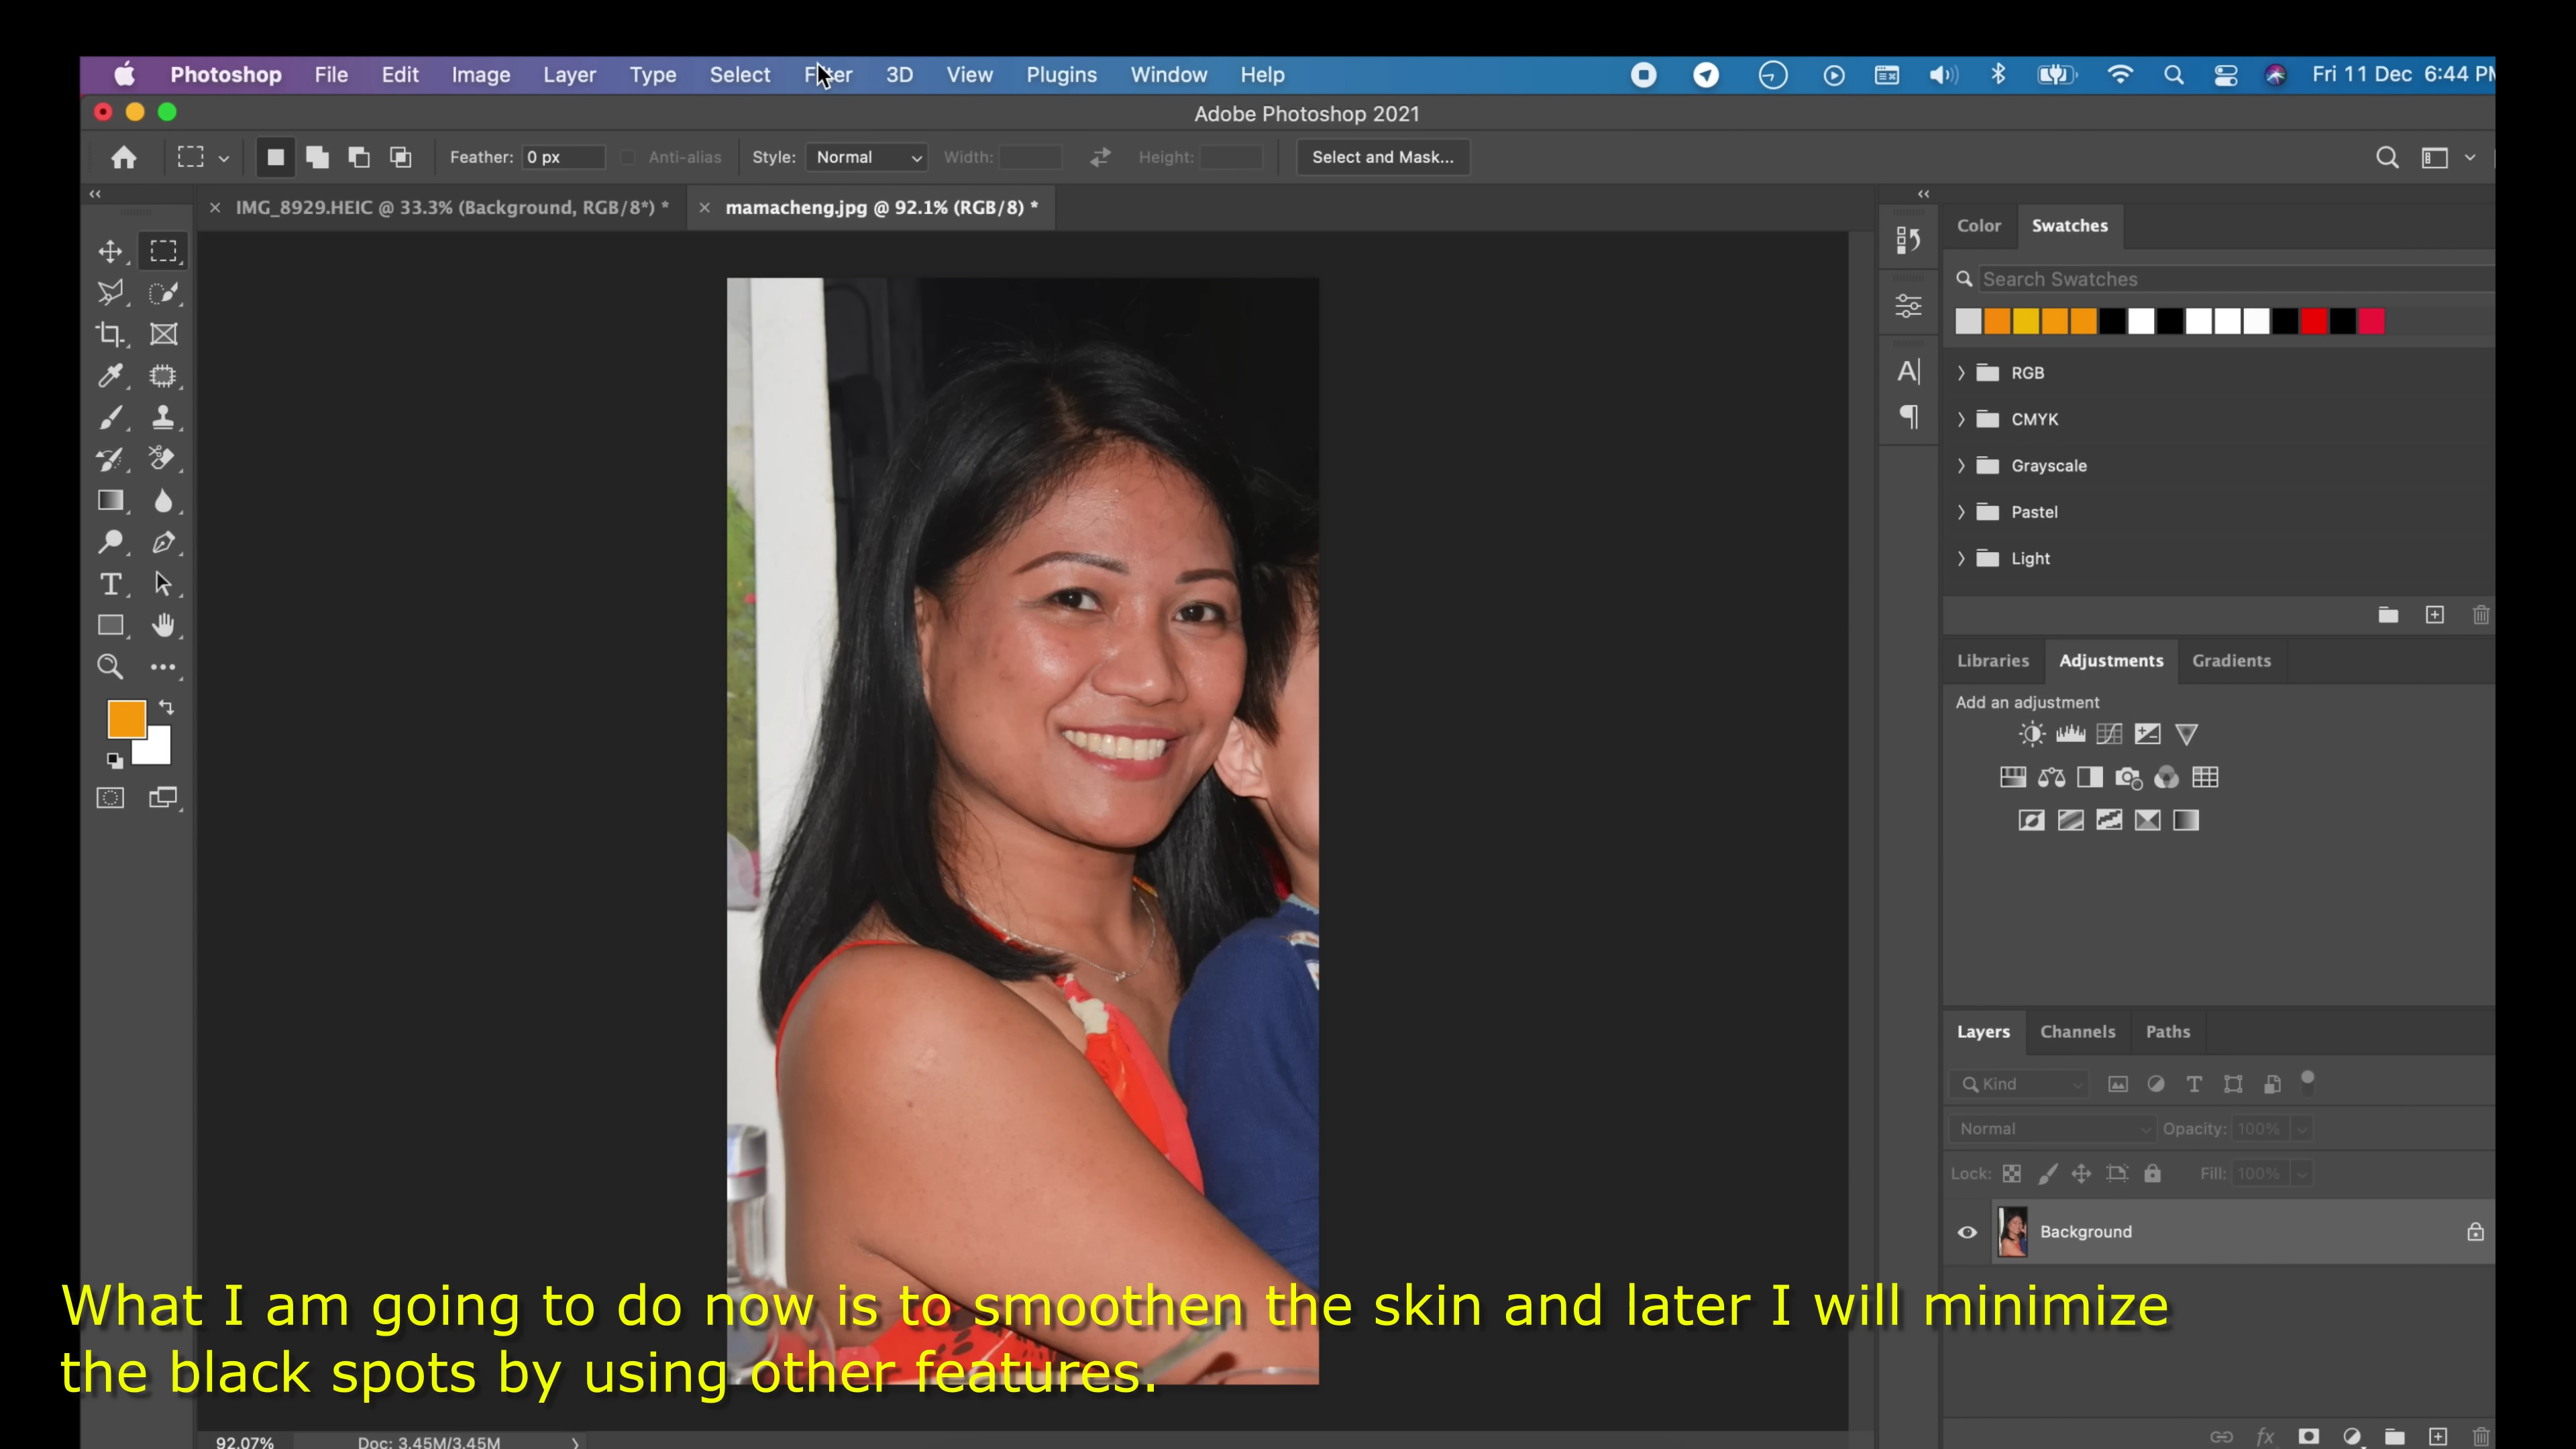 Photoshop File Edit Image Layer Type Select Filter 3D View Plugins Window Help Fri 11 Dec 6:44 PM
Adobe Photoshop 2021
Feather: 0 px Anti-alias Style: Normal Width: Height: Select and Mask...
IMG_8929.HEIC @ 33.3% (Background, RGB/8*) * mamacheng.jpg @ 92.1% (RGB/8) *
Color Swatches
Search Swatches
RGB
CMYK
Grayscale
Pastel
Light
Libraries Adjustments Gradients
Add an adjustment
Layers Channels Paths
Kind
Normal Opacity: 100%
Lock: Fill: 100%
Background
What I am going to do now is to smoothen the skin and later I will minimize
the black spots by using other features.
92.07% Doc: 3.45M/3.45M